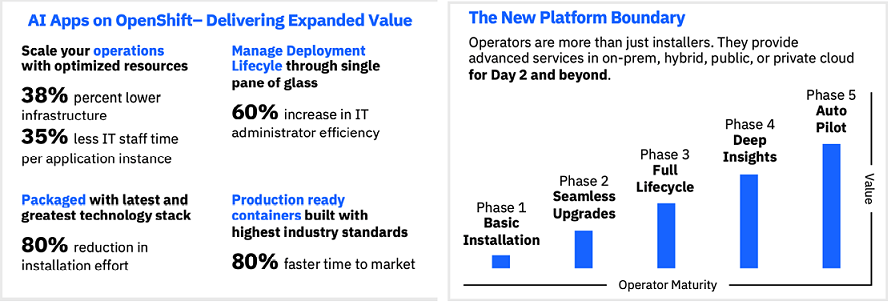 AI Apps on OpenShift– Delivering Expanded Value
Scale your operations
with optimized resources
38% percent lower
infrastructure
35% less IT staff time
per application instance
Manage Deployment
Lifecyle through single
pane of glass
60% increase in IT
administrator efficiency
Packaged with latest and
greatest technology stack
80% reduction in
installation effort
Production ready
containers built with
highest industry standards
80% faster time to market
The New Platform Boundary
Operators are more than just installers. They provide
advanced services in on-prem, hybrid, public, or private cloud
for Day 2 and beyond.
Phase 1
Basic
Installation
Phase 2
Seamless
Upgrades
Phase 3
Full
Lifecycle
Phase 4
Deep
Insights
Phase 5
Auto
Pilot
Value
Operator Maturity